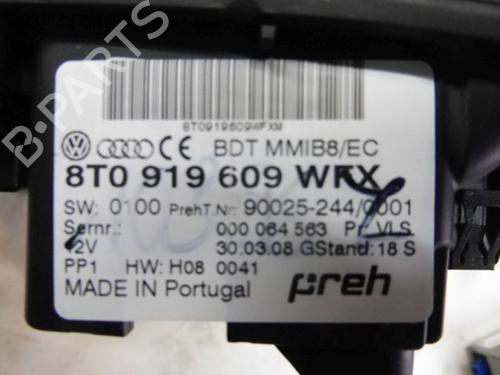 B-PARTS
8T0919609WFXM
CE BDT MMIB8/EC
8T0 919 609 WFX
SW: 0100 PrehT.Nr: 90025-244/0001
Sernr.: 000 064 563 Pr. VLS
12V 30.03.08 GStand: 18 S
PP1 HW: H08 0041
MADE IN Portugal preh